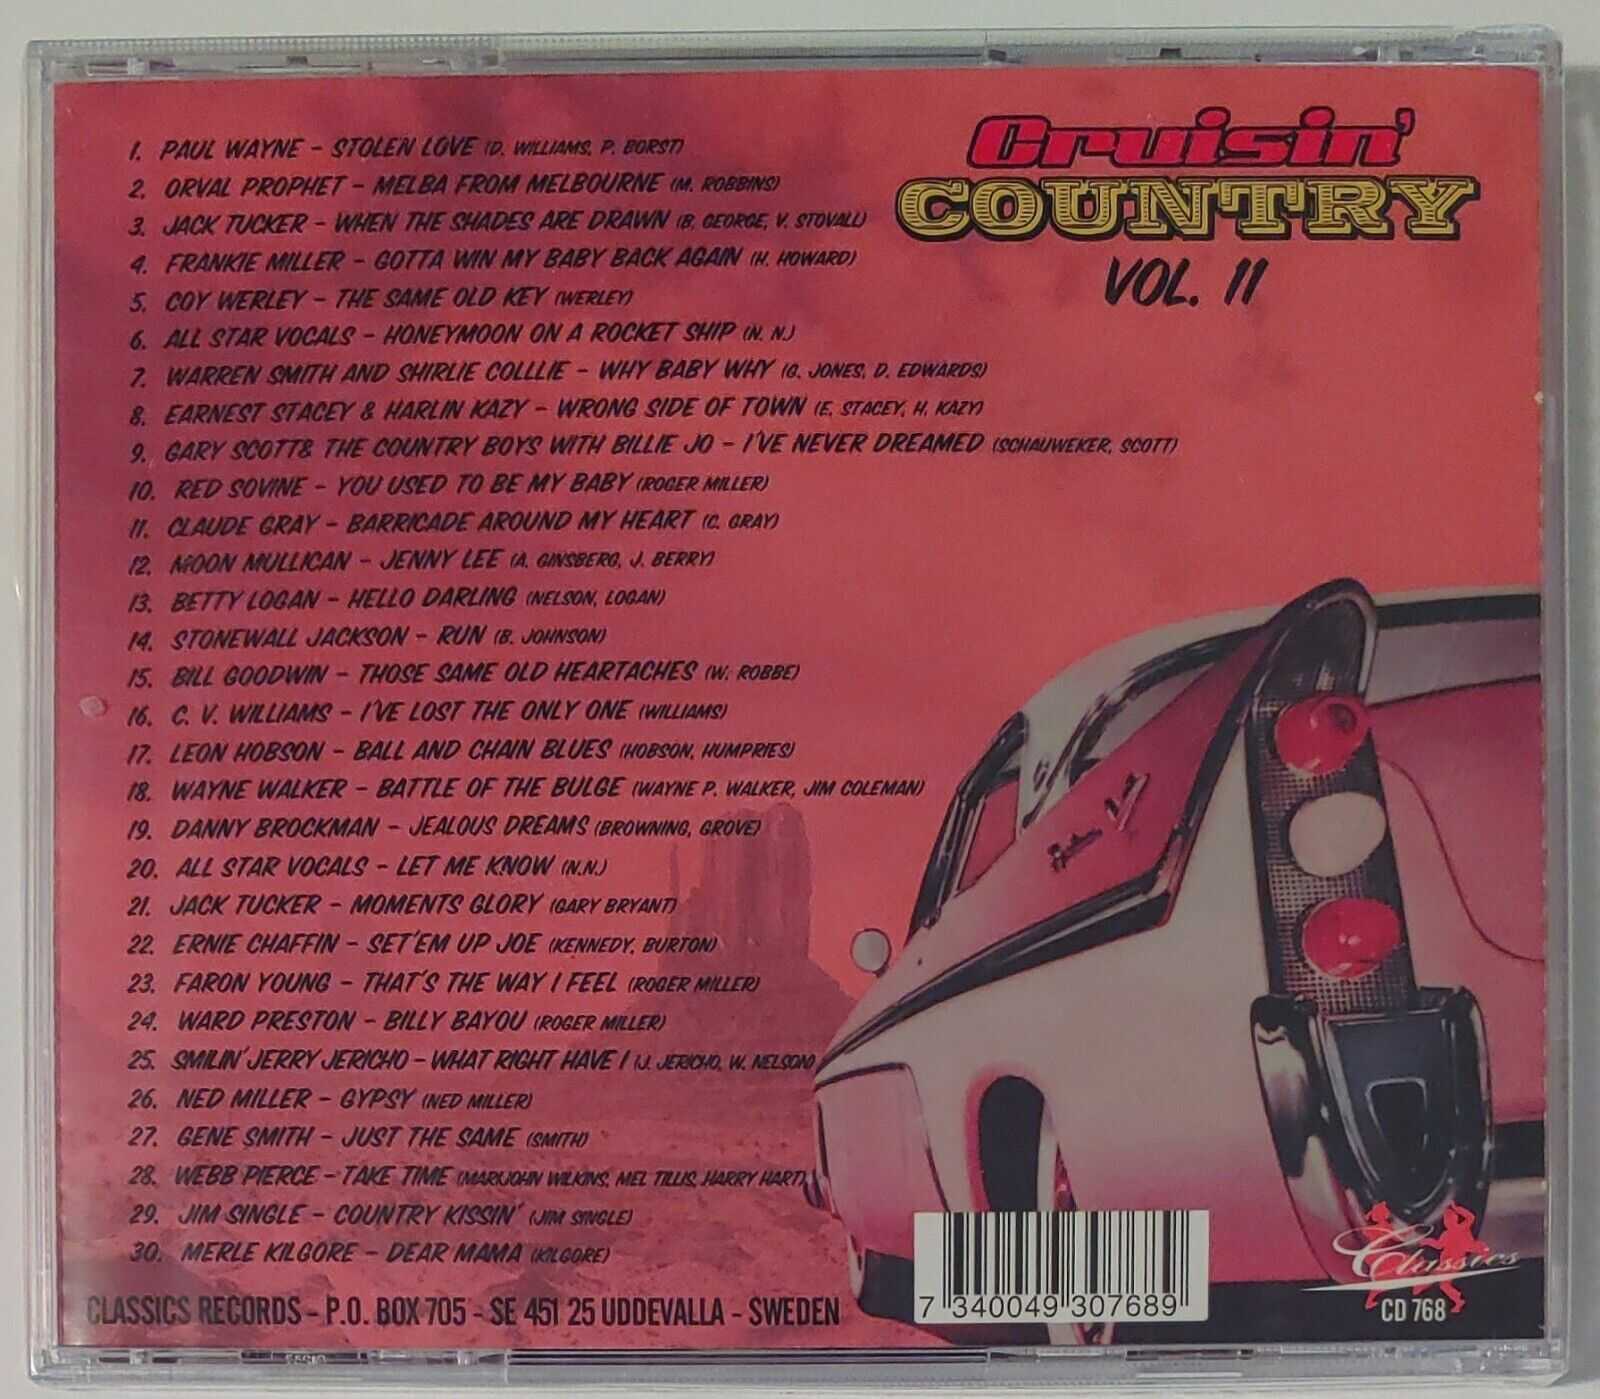 Cruisin'
COUNTRY
VOL. 11
1. PAUL WAYNE – STOLEN LOVE (D. WILLIAMS, P. BORST)
2. ORVAL PROPHET – MELBA FROM MELBOURNE (M. ROBBINS)
3. JACK TUCKER – WHEN THE SHADES ARE DRAWN (B. GEORGE, V. STOVALL)
4. FRANKIE MILLER – GOTTA WIN MY BABY BACK AGAIN (H. HOWARD)
5. COY WERLEY – THE SAME OLD KEY (WERLEY)
6. ALL STAR VOCALS – HONEYMOON ON A ROCKET SHIP (N. N.)
7. WARREN SMITH AND SHIRLIE COLLLIE – WHY BABY WHY (G. JONES, D. EDWARDS)
8. EARNEST STACEY & HARLIN KAZY – WRONG SIDE OF TOWN (E. STACEY, H. KAZY)
9. GARY SCOTT& THE COUNTRY BOYS WITH BILLIE JO – I'VE NEVER DREAMED (SCHAUWEKER, SCOTT)
10. RED SOVINE – YOU USED TO BE MY BABY (ROGER MILLER)
11. CLAUDE GRAY – BARRICADE AROUND MY HEART (C. GRAY)
12. MOON MULLICAN – JENNY LEE (A. GINSBERG, J. BERRY)
13. BETTY LOGAN – HELLO DARLING (NELSON, LOGAN)
14. STONEWALL JACKSON – RUN (B. JOHNSON)
15. BILL GOODWIN – THOSE SAME OLD HEARTACHES (W. ROBBE)
16. C. V. WILLIAMS – I'VE LOST THE ONLY ONE (WILLIAMS)
17. LEON HOBSON – BALL AND CHAIN BLUES (HOBSON, HUMPRIES)
18. WAYNE WALKER – BATTLE OF THE BULGE (WAYNE P. WALKER, JIM COLEMAN)
19. DANNY BROCKMAN – JEALOUS DREAMS (BROWNING, GROVE)
20. ALL STAR VOCALS – LET ME KNOW (N.N.)
21. JACK TUCKER – MOMENTS GLORY (GARY BRYANT)
22. ERNIE CHAFFIN – SET'EM UP JOE (KENNEDY, BURTON)
23. FARON YOUNG – THAT'S THE WAY I FEEL (ROGER MILLER)
24. WARD PRESTON – BILLY BAYOU (ROGER MILLER)
25. SMILIN' JERRY JERICHO – WHAT RIGHT HAVE I (J. JERICHO, W. NELSON)
26. NED MILLER – GYPSY (NED MILLER)
27. GENE SMITH – JUST THE SAME (SMITH)
28. WEBB PIERCE – TAKE TIME (MARIJOHN WILKINS, MEL TILLIS, HARRY HART)
29. JIM SINGLE – COUNTRY KISSIN' (JIM SINGLE)
30. MERLE KILGORE – DEAR MAMA (KILGORE)
CLASSICS RECORDS – P.O. BOX 705 – SE 451 25 UDDEVALLA – SWEDEN
7 340049 307689
Classics
CD 768